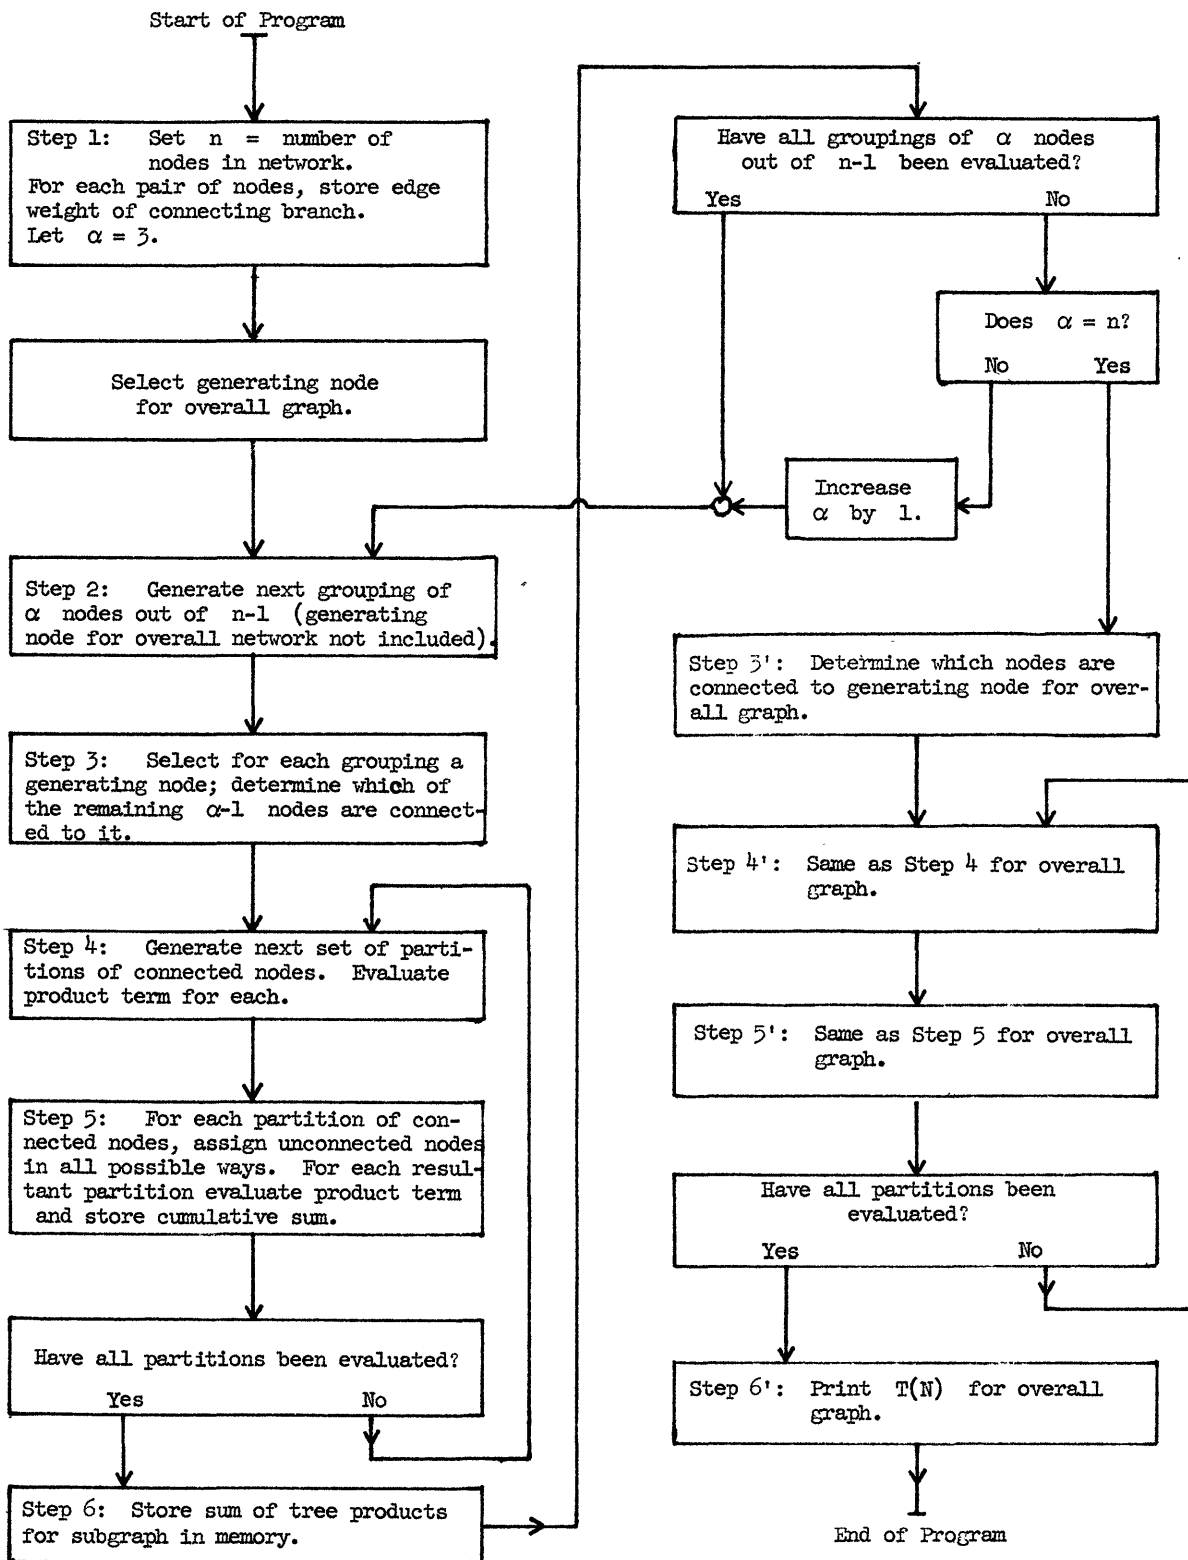 Start of Program
Step 1: Set n = number of
nodes in network.
For each pair of nodes, store edge
weight of connecting branch.
Let α = 3.
Select generating node
for overall graph.
Step 2: Generate next grouping of
α nodes out of n-1 (generating
node for overall network not included).
Step 3: Select for each grouping a
generating node; determine which of
the remaining α-1 nodes are connect-
ed to it.
Step 4: Generate next set of parti-
tions of connected nodes. Evaluate
product term for each.
Step 5: For each partition of con-
nected nodes, assign unconnected nodes
in all possible ways. For each resul-
tant partition evaluate product term
and store cumulative sum.
Have all partitions been evaluated?
Yes No
Step 6: Store sum of tree products
for subgraph in memory.
Have all groupings of α nodes
out of n-1 been evaluated?
Yes No
Does α = n?
No Yes
Increase
α by 1.
Step 3': Determine which nodes are
connected to generating node for over-
all graph.
Step 4': Same as Step 4 for overall
graph.
Step 5': Same as Step 5 for overall
graph.
Have all partitions been
evaluated?
Yes No
Step 6': Print T(N) for overall
graph.
End of Program